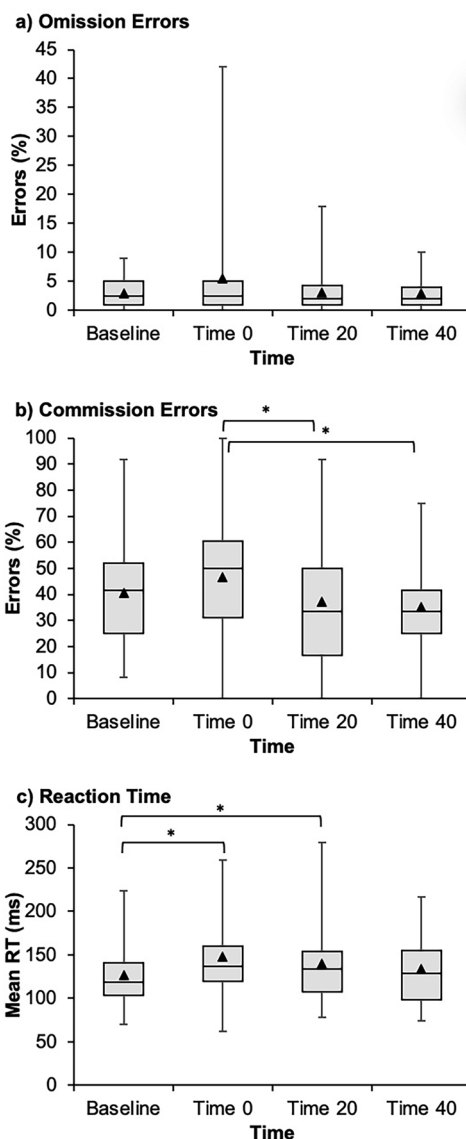 a) Omission Errors
45
40
35
30
25
20
15
10
5
0
Errors (%)
Baseline Time 0 Time 20 Time 40
Time
b) Commission Errors
*
*
100
90
80
70
60
50
40
30
20
10
0
Errors (%)
Baseline Time 0 Time 20 Time 40
Time
c) Reaction Time
*
*
300
250
200
150
100
50
0
Mean RT (ms)
Baseline Time 0 Time 20 Time 40
Time